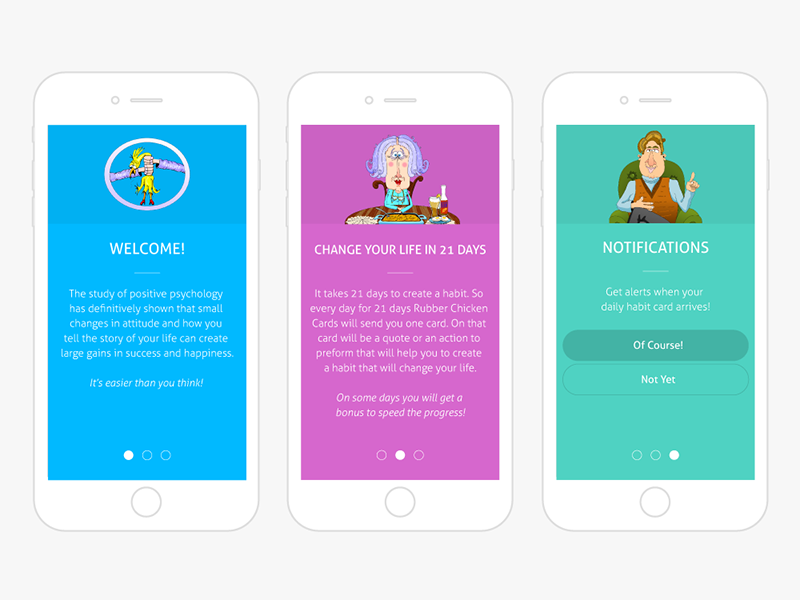 WELCOME!
The study of positive psychology
has definitively shown that small
changes in attitude and how you
tell the story of your life can create
large gains in success and happiness.
It's easier than you think!
CHANGE YOUR LIFE IN 21 DAYS
It takes 21 days to create a habit. So
every day for 21 days Rubber Chicken
Cards will send you one card. On that
card will be a quote or an action to
preform that will help you to create
a habit that will change your life.
On some days you will get a
bonus to speed the progress!
NOTIFICATIONS
Get alerts when your
daily habit card arrives!
Of Course!
Not Yet